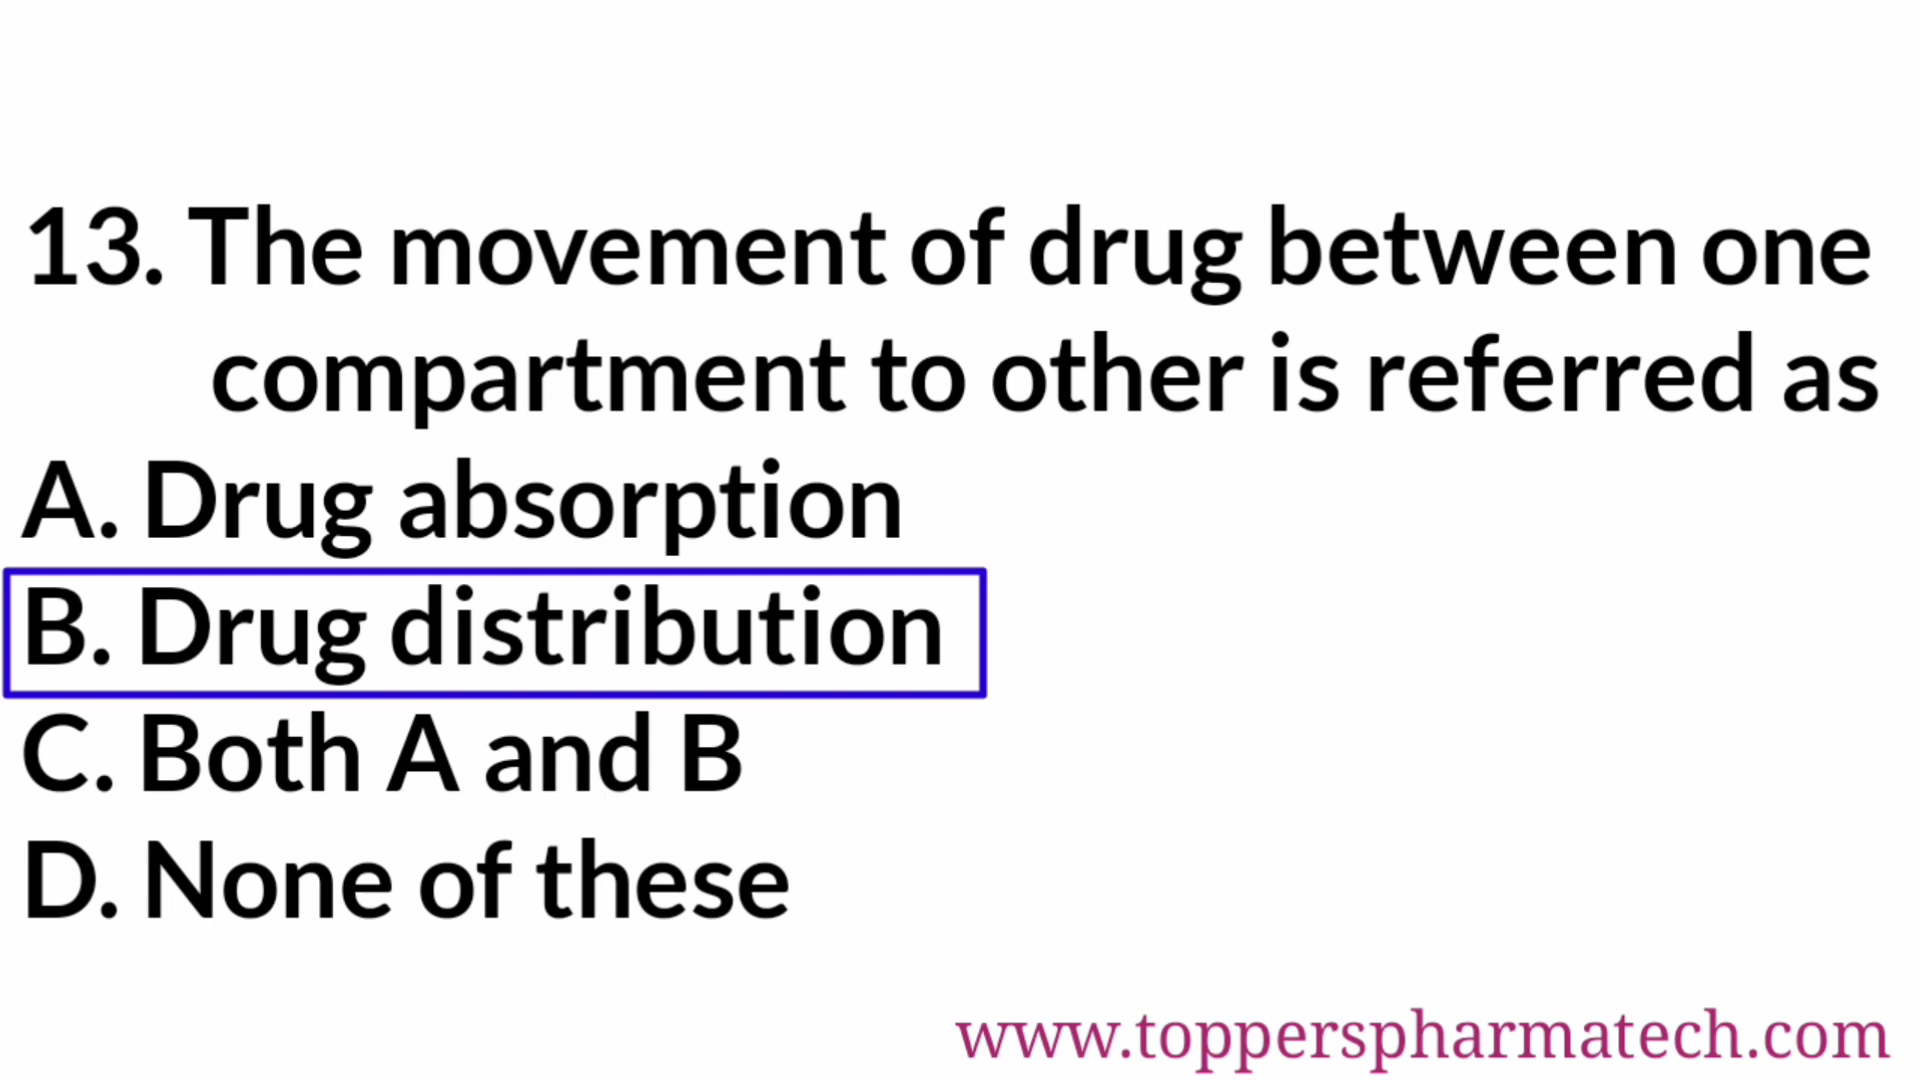 13. The movement of drug between one
compartment to other is referred as
A. Drug absorption
B. Drug distribution
C. Both A and B
D. None of these
www.topperspharmatech.com